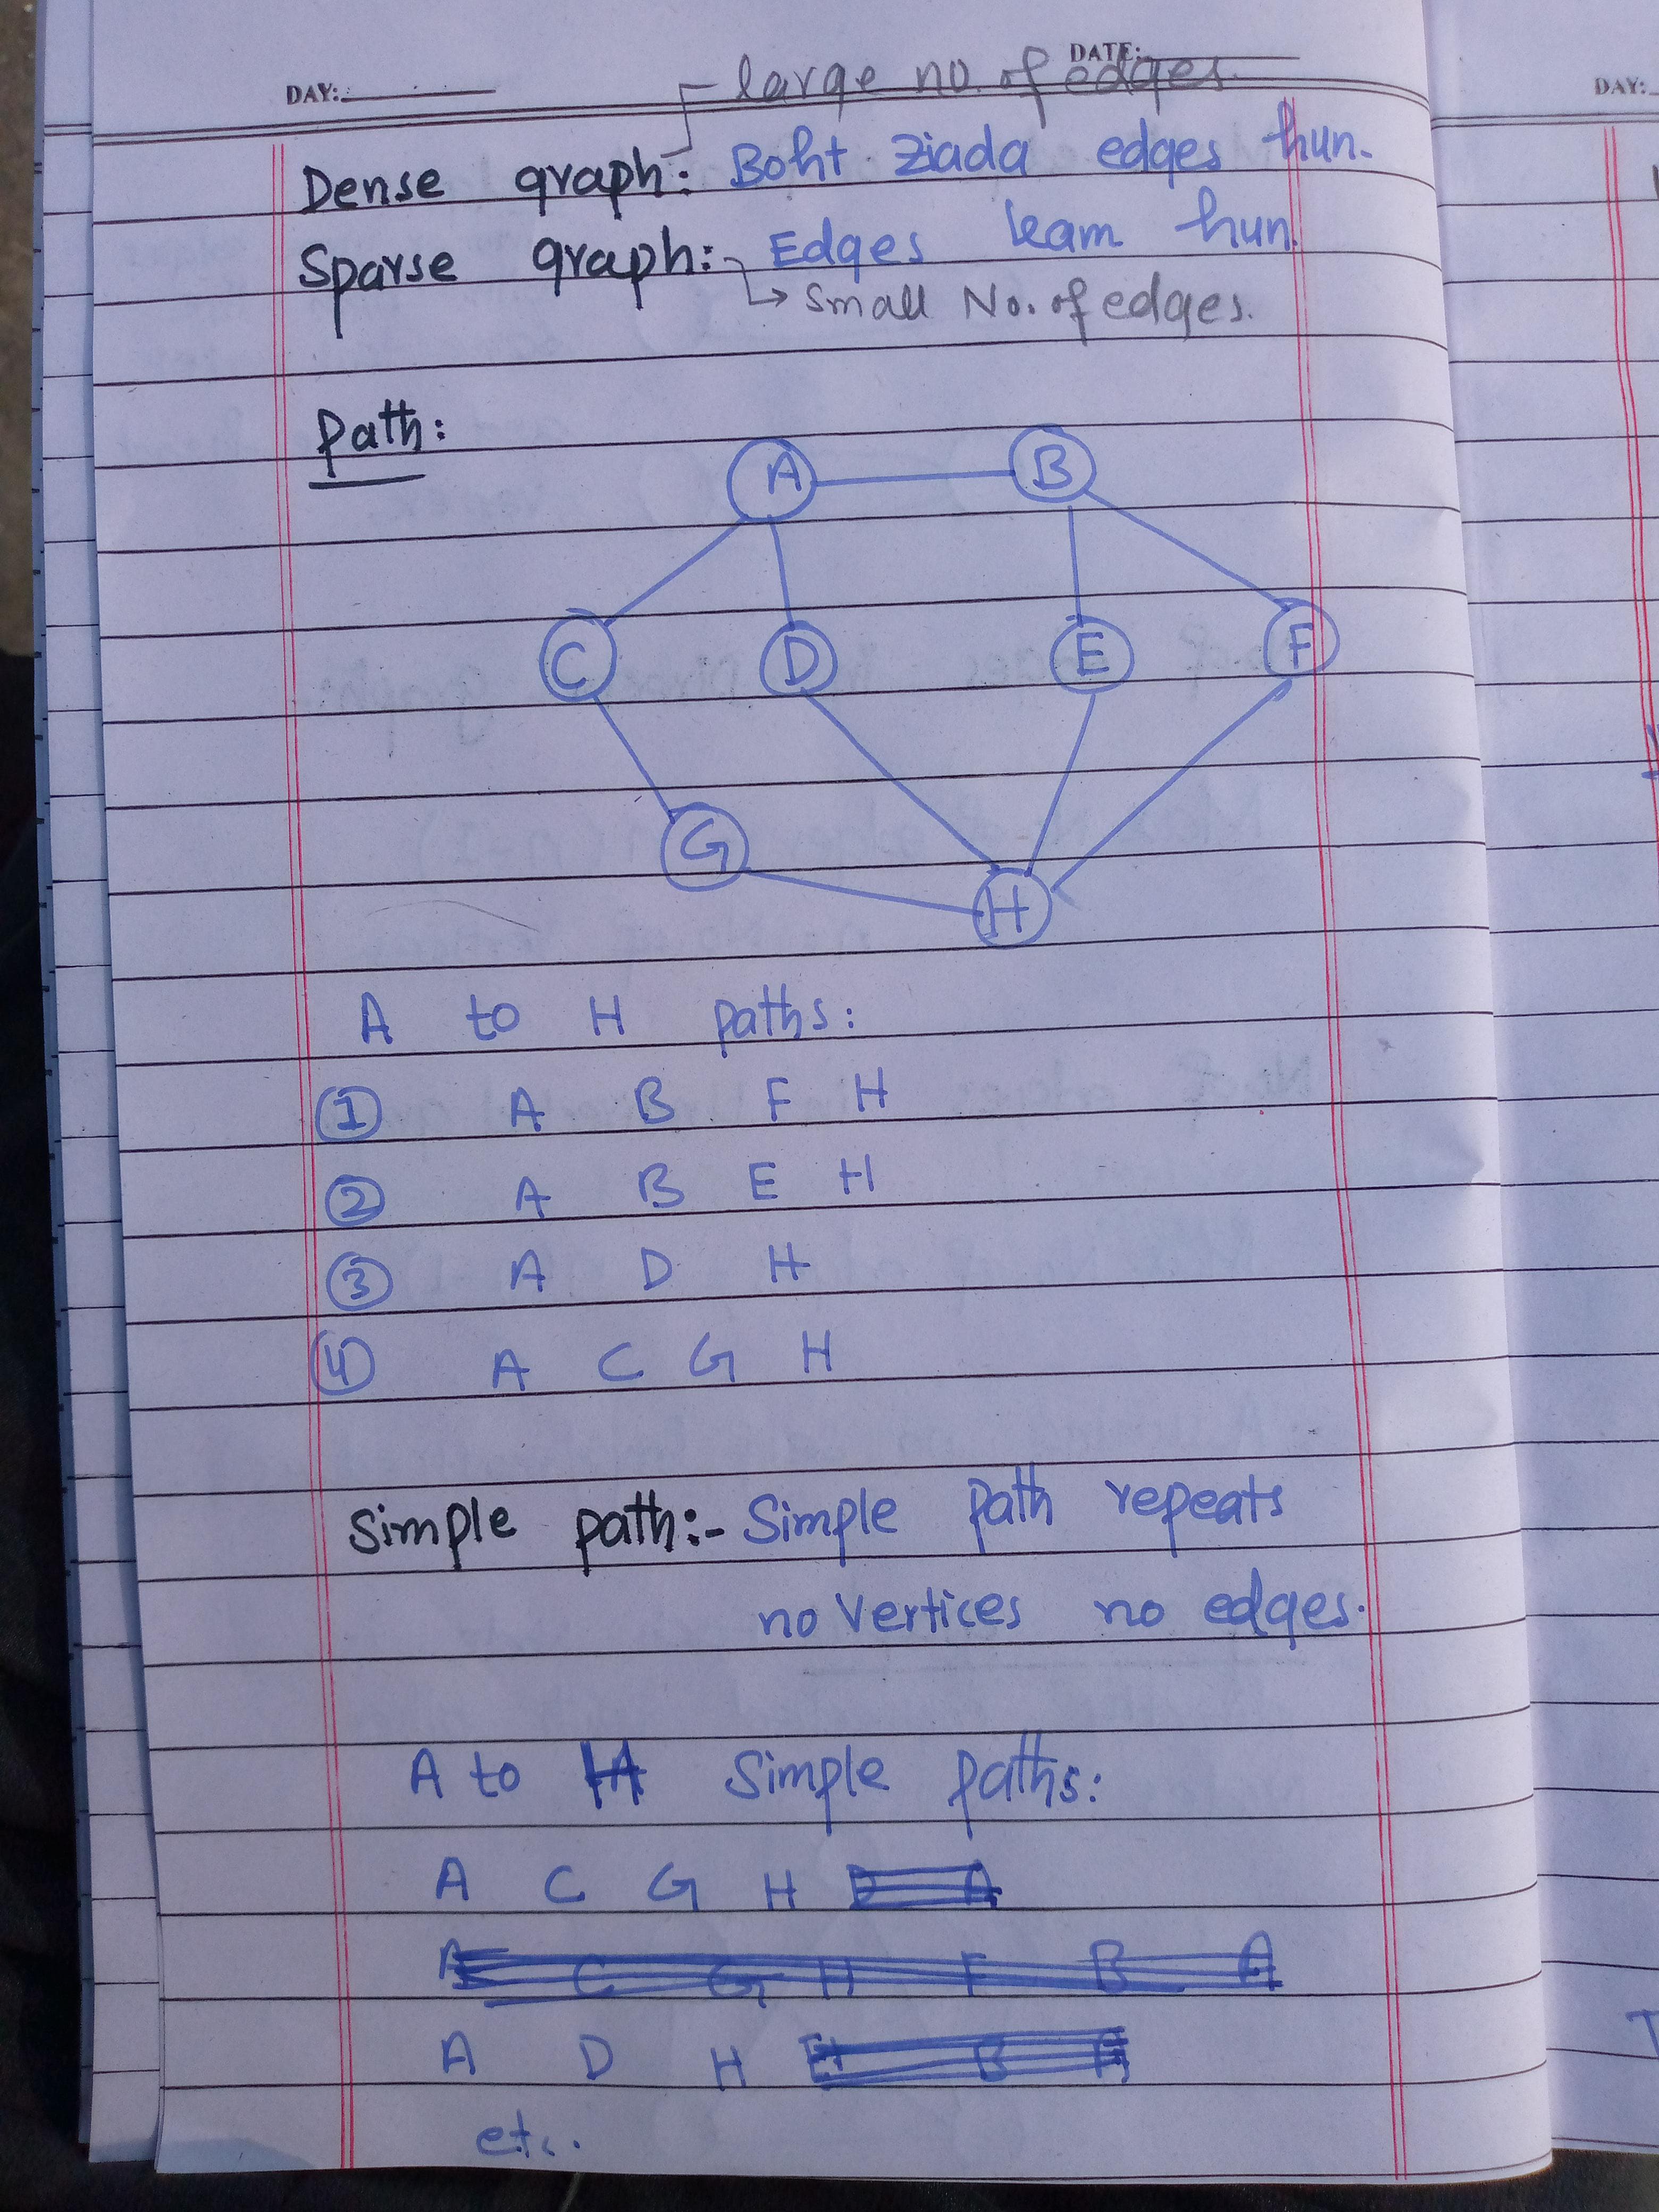 DAY:
DATE:
large no. of edges.
Dense graph: Boht Ziada edges hun.
Sparse graph: Edges kam hun.
→ Small No. of edges.
Path:
A B
C D E F
G
H
A to H paths:
① A B F H
② A B E H
③ A D H
④ A C G H
Simple path:- Simple path repeats
no vertices no edges.
A to H Simple paths:
A C G H D A
A C G H F B A
A D H E B A
etc.
DAY: